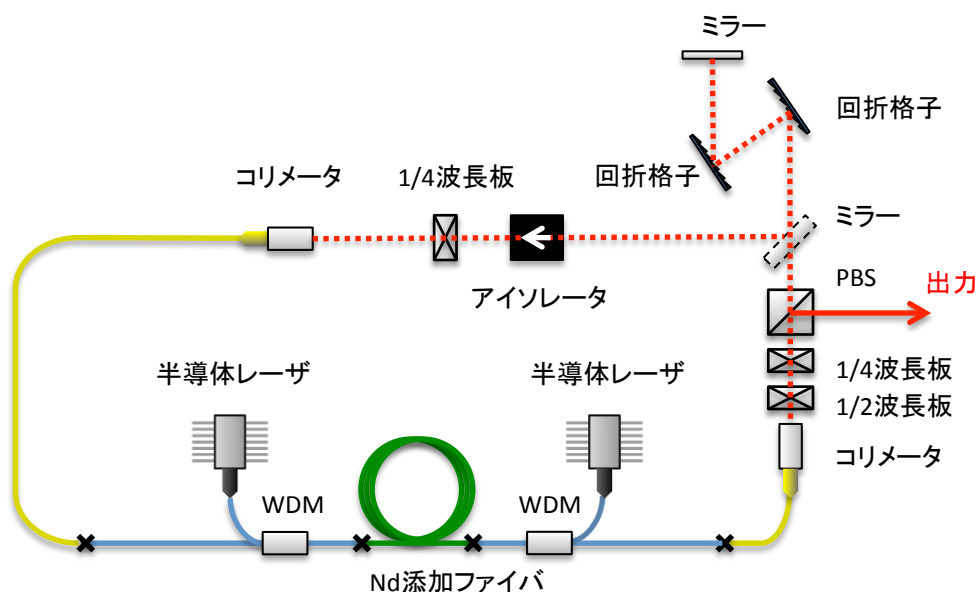 ミラー
回折格子
回折格子
コリメータ
1/4波長板
ミラー
アイソレータ
PBS
出力
半導体レーザ
半導体レーザ
1/4波長板
1/2波長板
コリメータ
WDM
WDM
Nd添加ファイバ